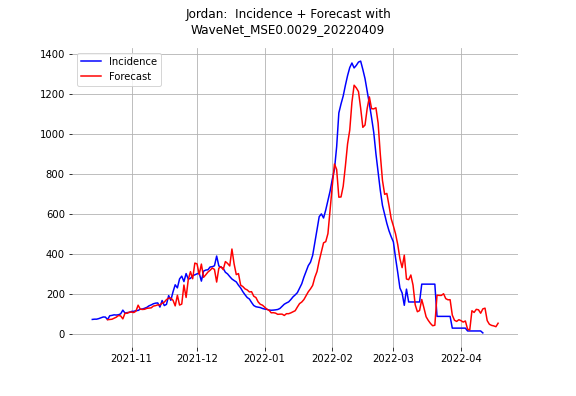 Jordan:  Incidence + Forecast with
WaveNet_MSE0.0029_20220409
Incidence
Forecast
1400
1200
1000
800
600
400
200
0
2021-11 2021-12 2022-01 2022-02 2022-03 2022-04